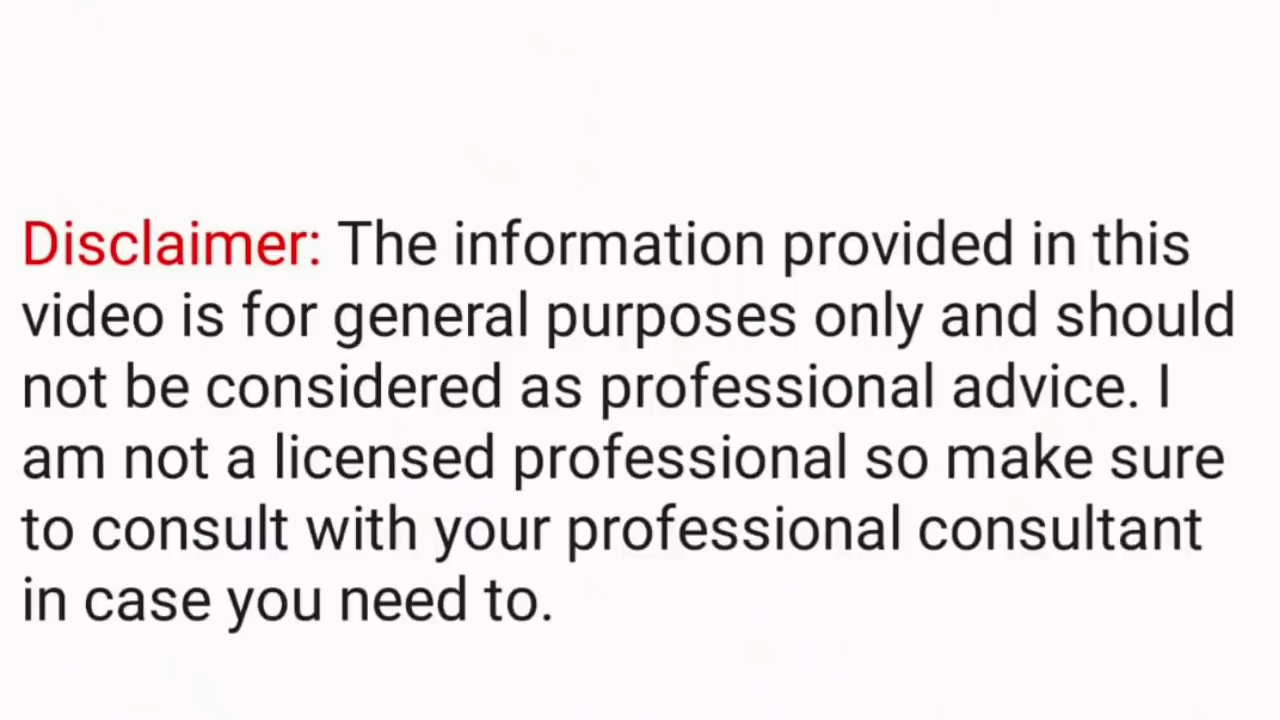 Disclaimer: The information provided in this
video is for general purposes only and should
not be considered as professional advice. I
am not a licensed professional so make sure
to consult with your professional consultant
in case you need to.